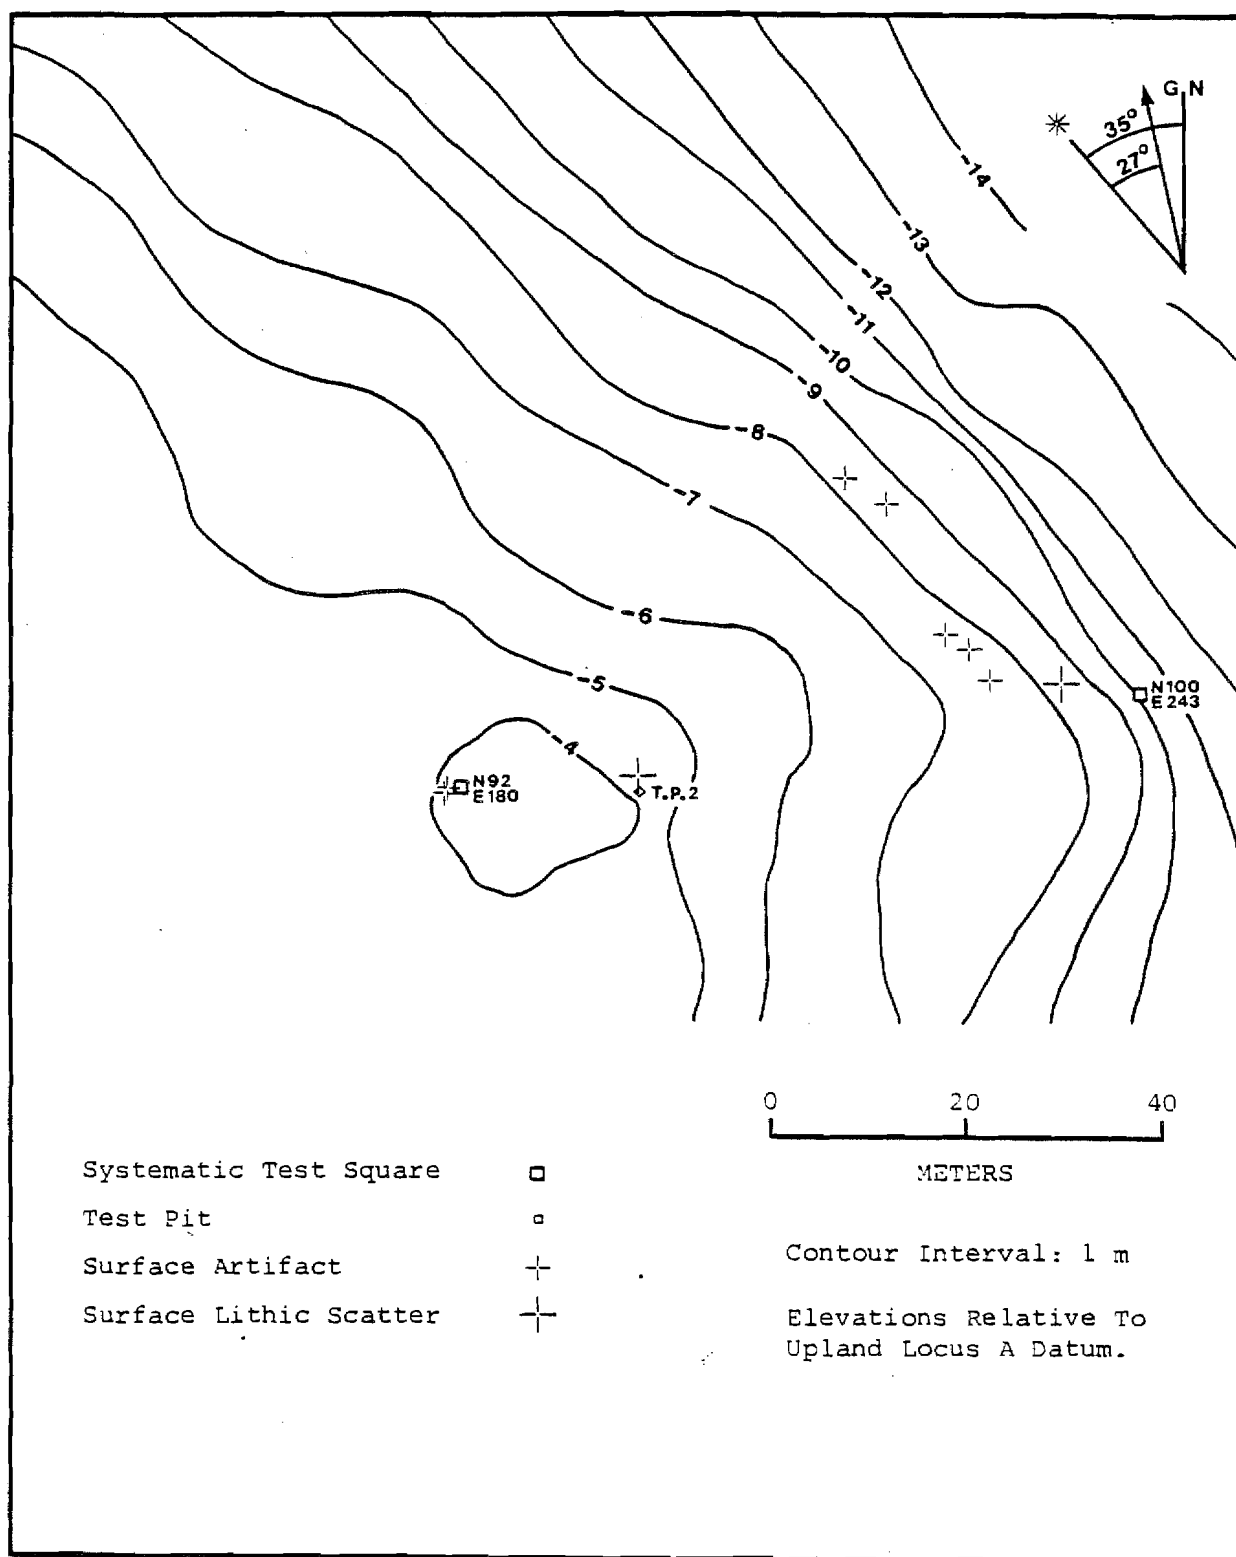 G N
35°
27°
-14
-13
-12
-11
-10
-9
-8
-7
-6
-5
-4
N100
E243
N92
E180
T.P.2
0 20 40
METERS
Systematic Test Square
Test Pit
Surface Artifact
Surface Lithic Scatter
Contour Interval: 1 m
Elevations Relative To
Upland Locus A Datum.